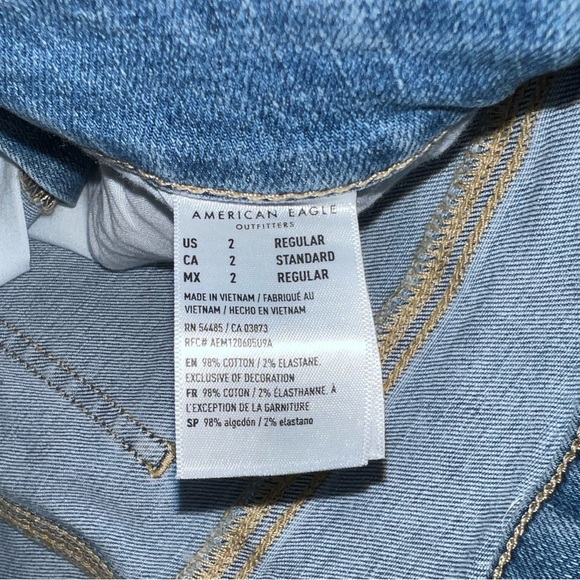 AMERICAN EAGLE
OUTFITTERS
US 2 REGULAR
CA 2 STANDARD
MX 2 REGULAR
MADE IN VIETNAM / FABRIQUÉ AU
VIETNAM / HECHO EN VIETNAM
RN 54485 / CA 03873
RFC# AEM120605U9A
EN 98% COTTON / 2% ELASTANE.
EXCLUSIVE OF DECORATION
FR 98% COTON / 2% ÉLASTHANNE. À
L'EXCEPTION DE LA GARNITURE
SP 98% algodón / 2% elastano